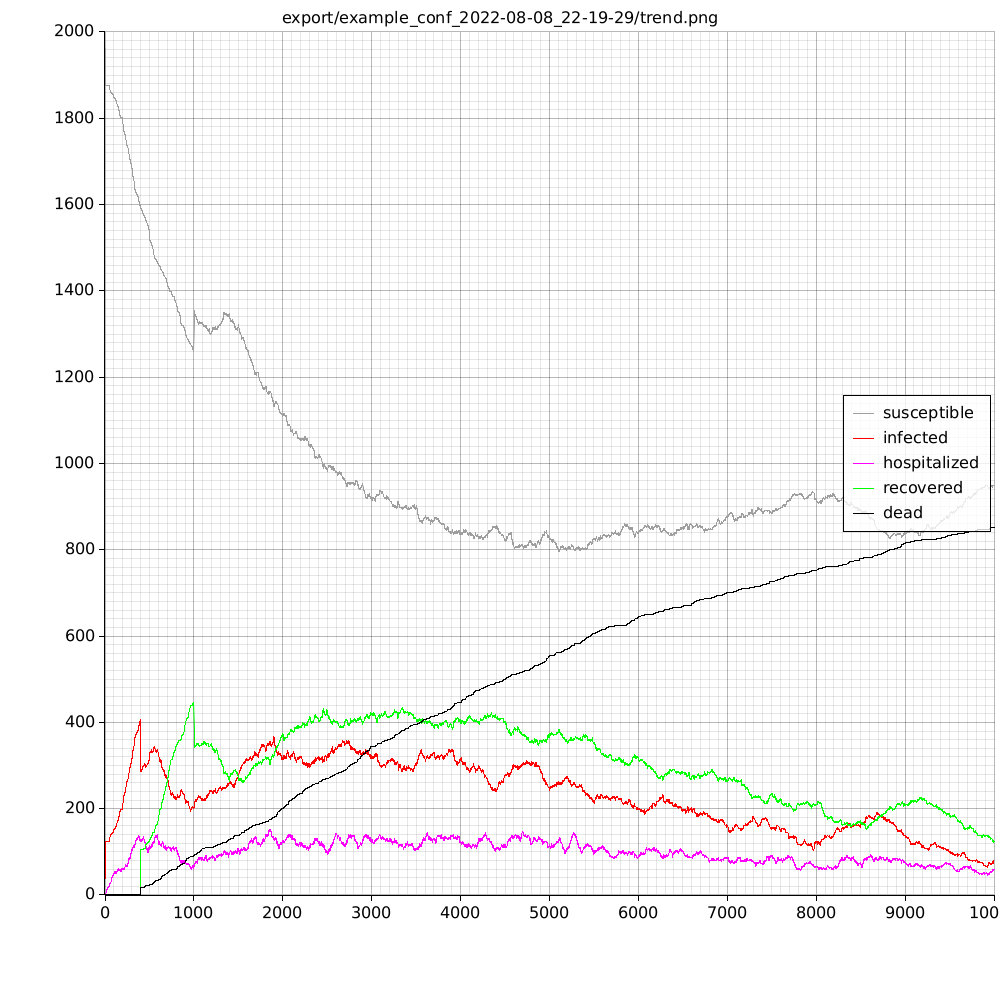 export/example_conf_2022-08-08_22-19-29/trend.png
2000
1800
1600
1400
1200
1000
800
600
400
200
0
susceptible
infected
hospitalized
recovered
dead
0 1000 2000 3000 4000 5000 6000 7000 8000 9000 100